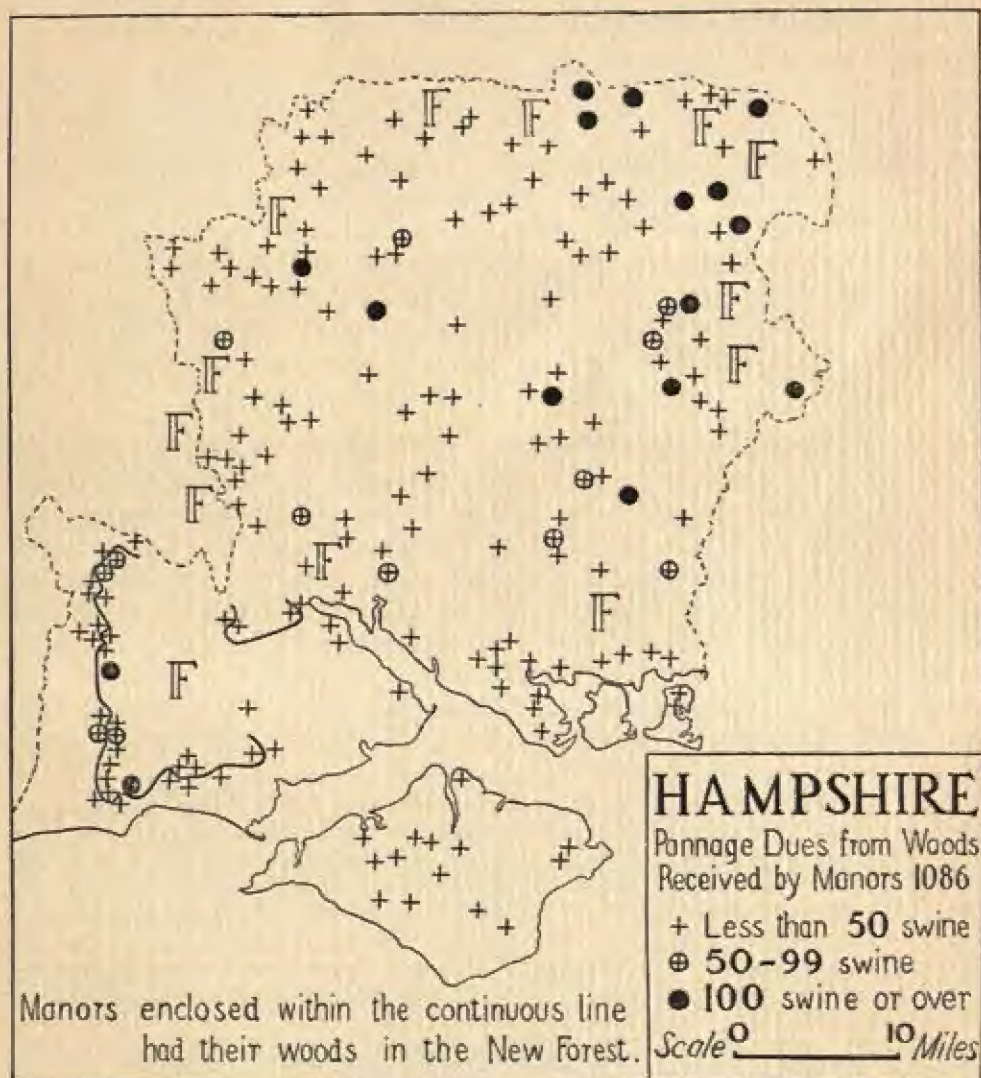 F
F
F
F
F
F
F
F
F
F
F
F
F
F
HAMPSHIRE
Pannage Dues from Woods
Received by Manors 1086
+ Less than 50 swine
⊕ 50-99 swine
● 100 swine or over
Scale 0 10 Miles
Manors enclosed within the continuous line
had their woods in the New Forest.